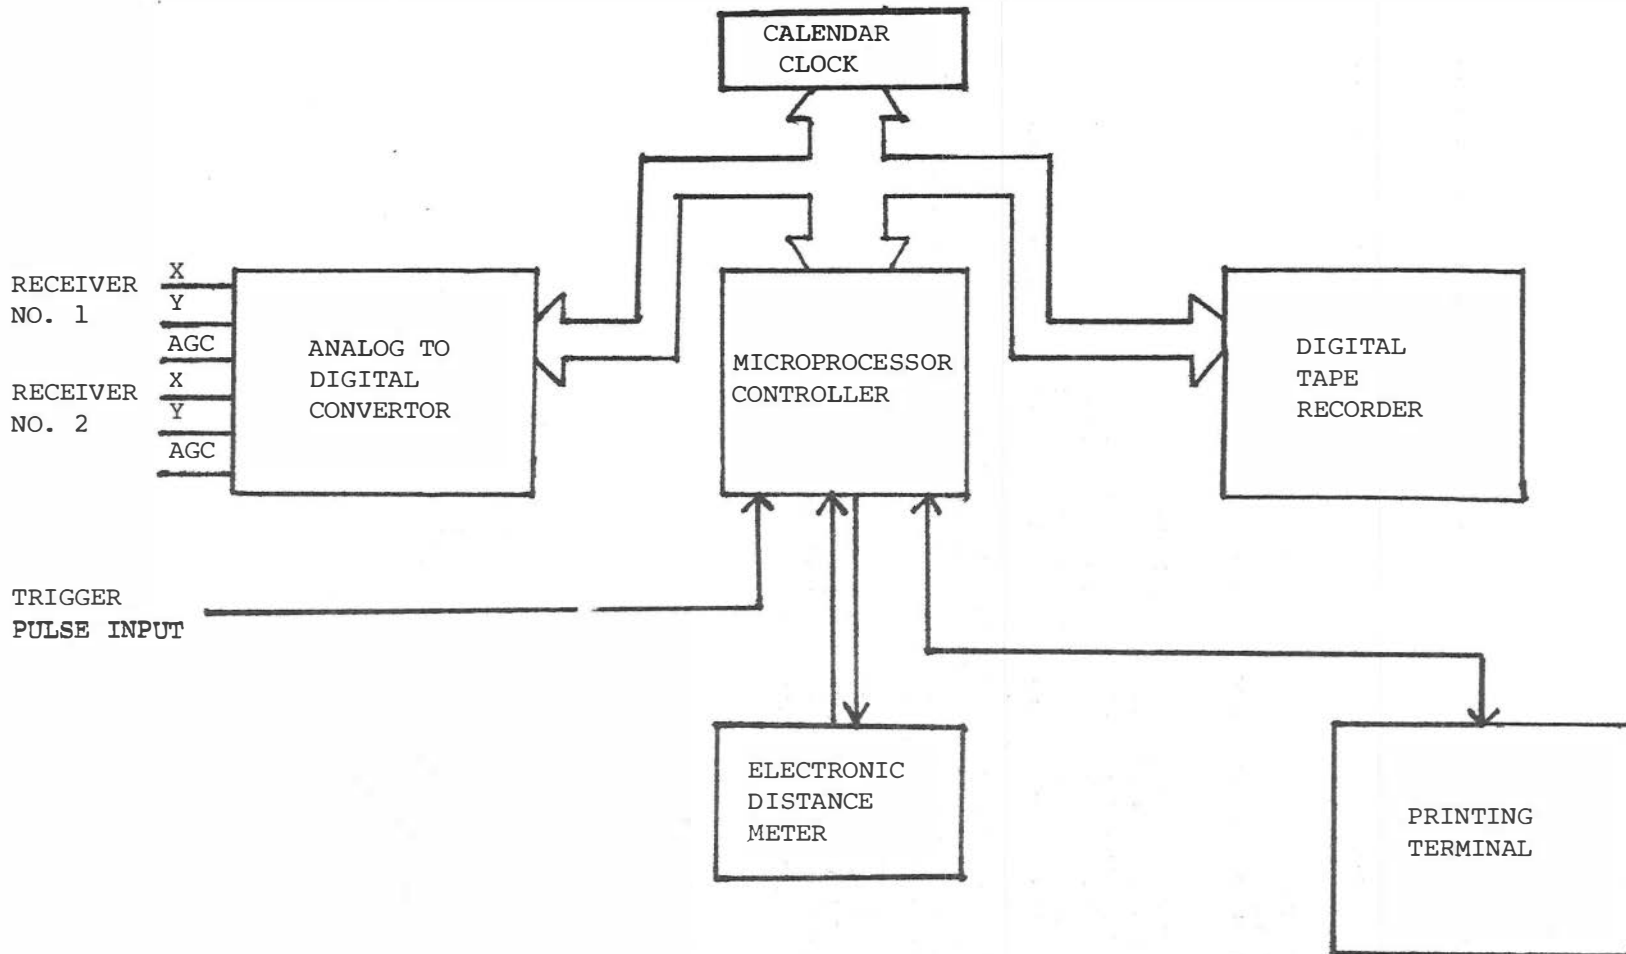 CALENDAR
CLOCK
RECEIVER
NO. 1
X
Y
AGC
RECEIVER
NO. 2
X
Y
AGC
ANALOG TO
DIGITAL
CONVERTOR
MICROPROCESSOR
CONTROLLER
DIGITAL
TAPE
RECORDER
TRIGGER
PULSE INPUT
ELECTRONIC
DISTANCE
METER
PRINTING
TERMINAL